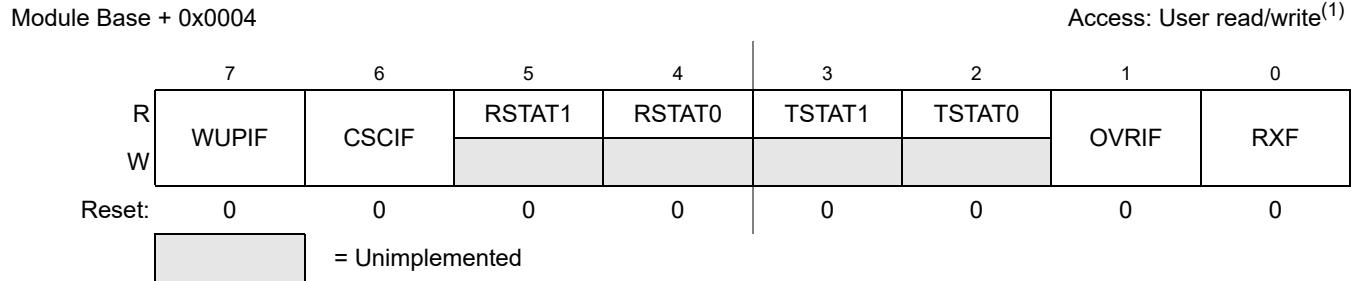 Module Base + 0x0004 Access: User read/write(1)
7 6 5 4 3 2 1 0
R WUPIF CSCIF RSTAT1 RSTAT0 TSTAT1 TSTAT0 OVRIF RXF
W
Reset: 0 0 0 0 0 0 0 0
= Unimplemented